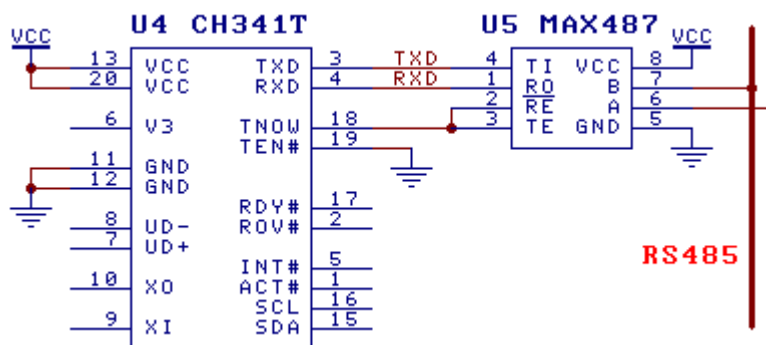 U4 CH341T
U5 MAX487
VCC
VCC
13 VCC TXD 3 TXD 4 TI VCC 8
20 VCC RXD 4 RXD 1 RO B 7
2 RE A 6
6 V3 TNOW 18 3 TE GND 5
TEN# 19
11 GND
12 GND
RDY# 17
8 UD- ROV# 2
7 UD+
RS485
INT# 5
10 XO ACT# 1
SCL 16
9 XI SDA 15